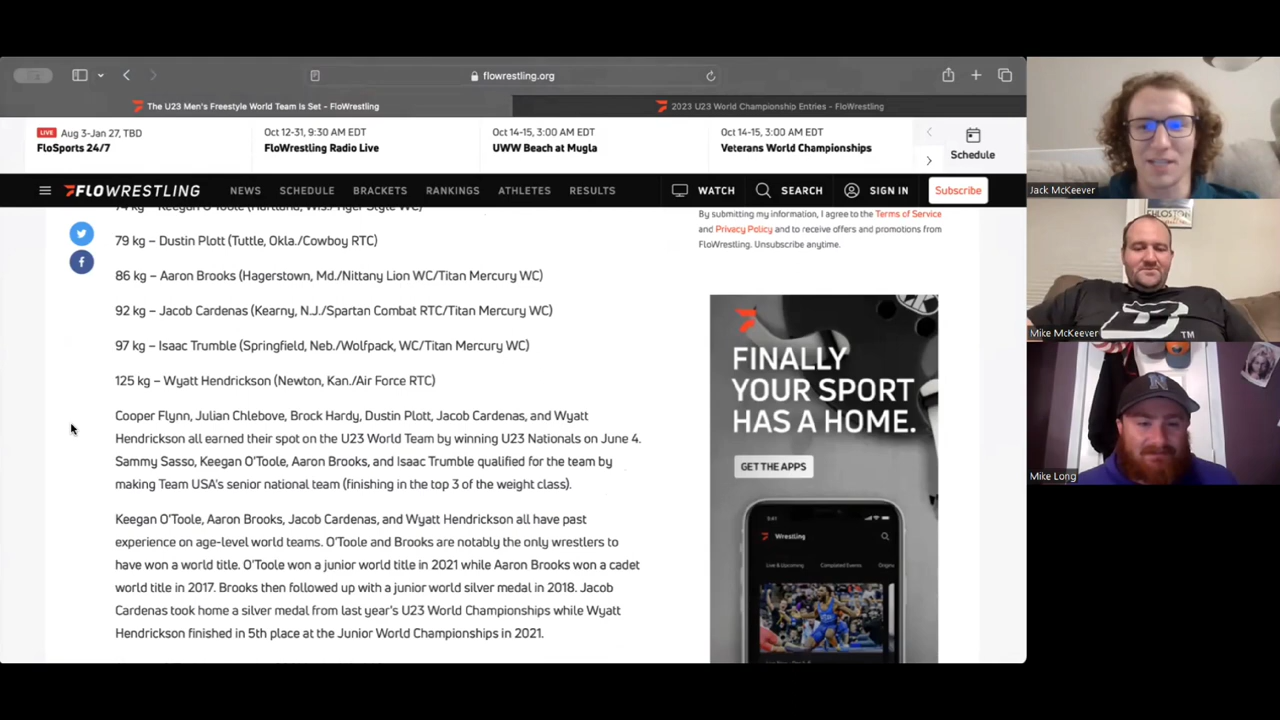 flowrestling.org
The U23 Men's Freestyle World Team Is Set - FloWrestling
2023 U23 World Championship Entries - FloWrestling
LIVE Aug 3-Jan 27, TBD
FloSports 24/7
Oct 12-31, 9:30 AM EDT
FloWrestling Radio Live
Oct 14-15, 3:00 AM EDT
UWW Beach at Mugla
Oct 14-15, 3:00 AM EDT
Veterans World Championships
Schedule
FLOWRESTLING
NEWS
SCHEDULE
BRACKETS
RANKINGS
ATHLETES
RESULTS
WATCH
SEARCH
SIGN IN
Subscribe
74 kg – Keegan O'Toole (Hartland, Wis./Tiger Style WC)
79 kg – Dustin Plott (Tuttle, Okla./Cowboy RTC)
86 kg – Aaron Brooks (Hagerstown, Md./Nittany Lion WC/Titan Mercury WC)
92 kg – Jacob Cardenas (Kearny, N.J./Spartan Combat RTC/Titan Mercury WC)
97 kg – Isaac Trumble (Springfield, Neb./Wolfpack, WC/Titan Mercury WC)
125 kg – Wyatt Hendrickson (Newton, Kan./Air Force RTC)
Cooper Flynn, Julian Chlebove, Brock Hardy, Dustin Plott, Jacob Cardenas, and Wyatt
Hendrickson all earned their spot on the U23 World Team by winning U23 Nationals on June 4.
Sammy Sasso, Keegan O'Toole, Aaron Brooks, and Isaac Trumble qualified for the team by
making Team USA's senior national team (finishing in the top 3 of the weight class).
Keegan O'Toole, Aaron Brooks, Jacob Cardenas, and Wyatt Hendrickson all have past
experience on age-level world teams. O'Toole and Brooks are notably the only wrestlers to
have won a world title. O'Toole won a junior world title in 2021 while Aaron Brooks won a cadet
world title in 2017. Brooks then followed up with a junior world silver medal in 2018. Jacob
Cardenas took home a silver medal from last year's U23 World Championships while Wyatt
Hendrickson finished in 5th place at the Junior World Championships in 2021.
By submitting my information, I agree to the Terms of Service
and Privacy Policy and to receive offers and promotions from
FloWrestling. Unsubscribe anytime.
FINALLY
YOUR SPORT
HAS A HOME.
GET THE APPS
Wrestling
Live & Upcoming
Completed Events
Jack McKeever
Mike McKeever
TM
Mike Long
N